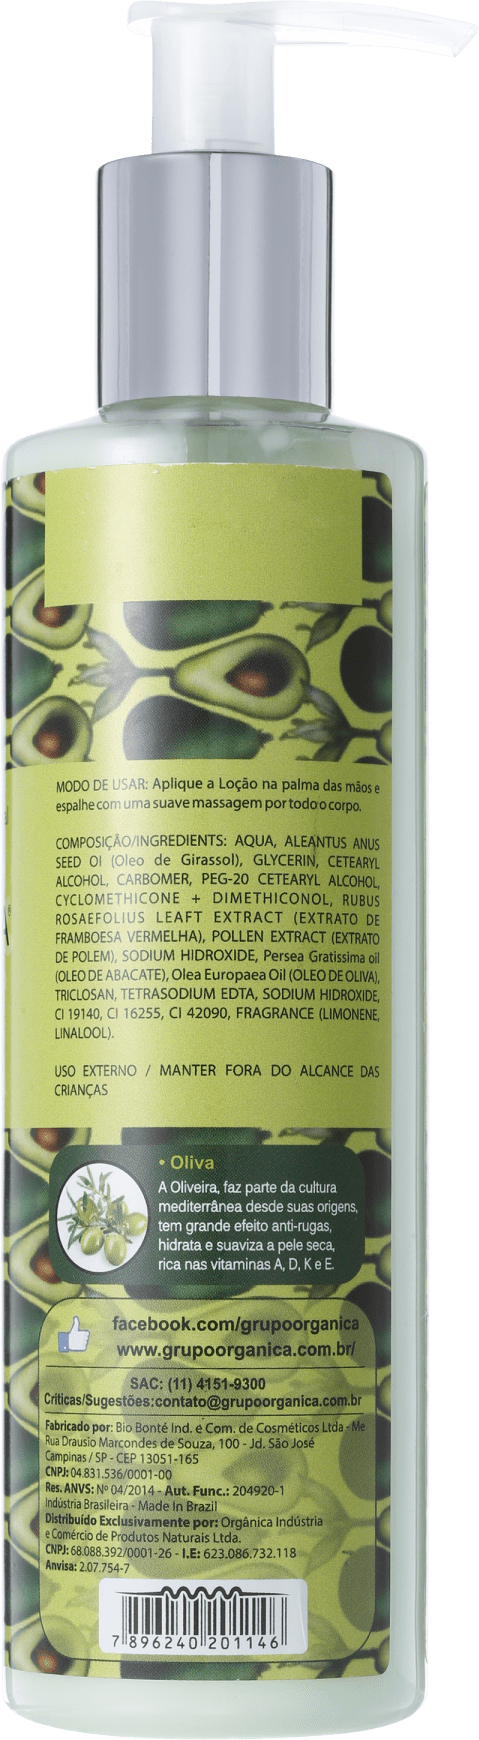 MODO DE USAR: Aplique a Loção na palma das mãos e
espalhe com uma suave massagem por todo o corpo.
COMPOSIÇÃO/INGREDIENTS: AQUA, ALEANTUS ANUS
SEED OI (Oleo de Girassol), GLYCERIN, CETEARYL
ALCOHOL, CARBOMER, PEG-20 CETEARYL ALCOHOL,
CYCLOMETHICONE + DIMETHICONOL, RUBUS
ROSAEFOLIUS LEAFT EXTRACT (EXTRATO DE
FRAMBOESA VERMELHA), POLLEN EXTRACT (EXTRATO
DE POLEM), SODIUM HIDROXIDE, Persea Gratissima oil
(OLEO DE ABACATE), Olea Europaea Oil (ÓLEO DE OLIVA),
TRICLOSAN, TETRASODIUM EDTA, SODIUM HIDROXIDE,
CI 19140, CI 16255, CI 42090, FRAGRANCE (LIMONENE,
LINALOOL).
USO EXTERNO / MANTER FORA DO ALCANCE DAS
CRIANÇAS
• Oliva
A Oliveira, faz parte da cultura
mediterrânea desde suas origens,
tem grande efeito anti-rugas,
hidrata e suaviza a pele seca,
rica nas vitaminas A, D, K e E.
facebook.com/grupoorganica
www.grupoorganica.com.br/
SAC: (11) 4151-9300
Criticas/Sugestões:contato@grupoorganica.com.br
Fabricado por: Bio Bonté Ind. e Com. de Cosméticos Ltda - Me
Rua Drausio Marcondes de Souza, 100 - Jd. São José
Campinas / SP - CEP 13051-165
CNPJ: 04.831.536/0001-00
Res. ANVS: Nº 04/2014 - Aut. Func.: 204920-1
Indústria Brasileira - Made In Brazil
Distribuído Exclusivamente por: Orgânica Indústria
e Comércio de Produtos Naturais Ltda.
CNPJ: 68.088.392/0001-26 - I.E: 623.086.732.118
Anvisa: 2.07.754-7
7 896240 201146